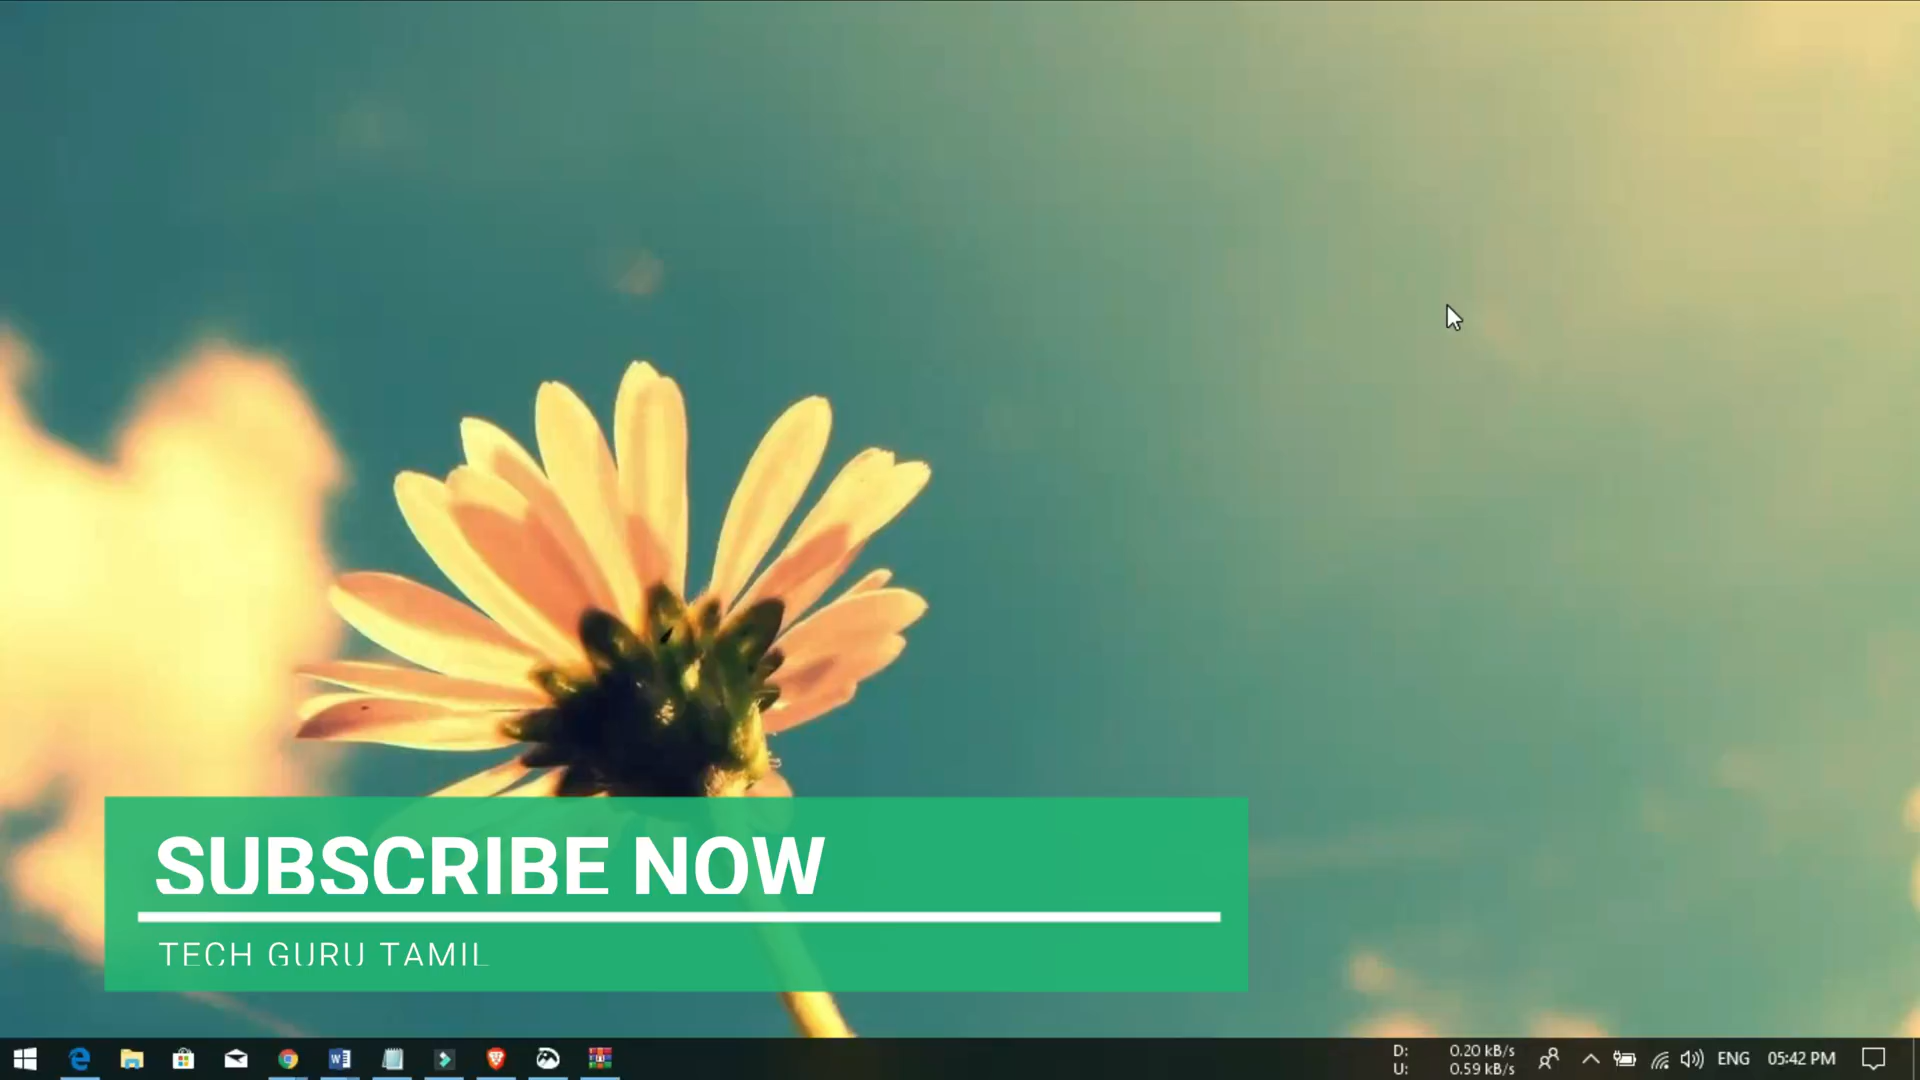 SUBSCRIBE NOW
TECH GURU TAMIL
D: 0.20 kB/s
U: 0.59 kB/s
ENG
05:42 PM